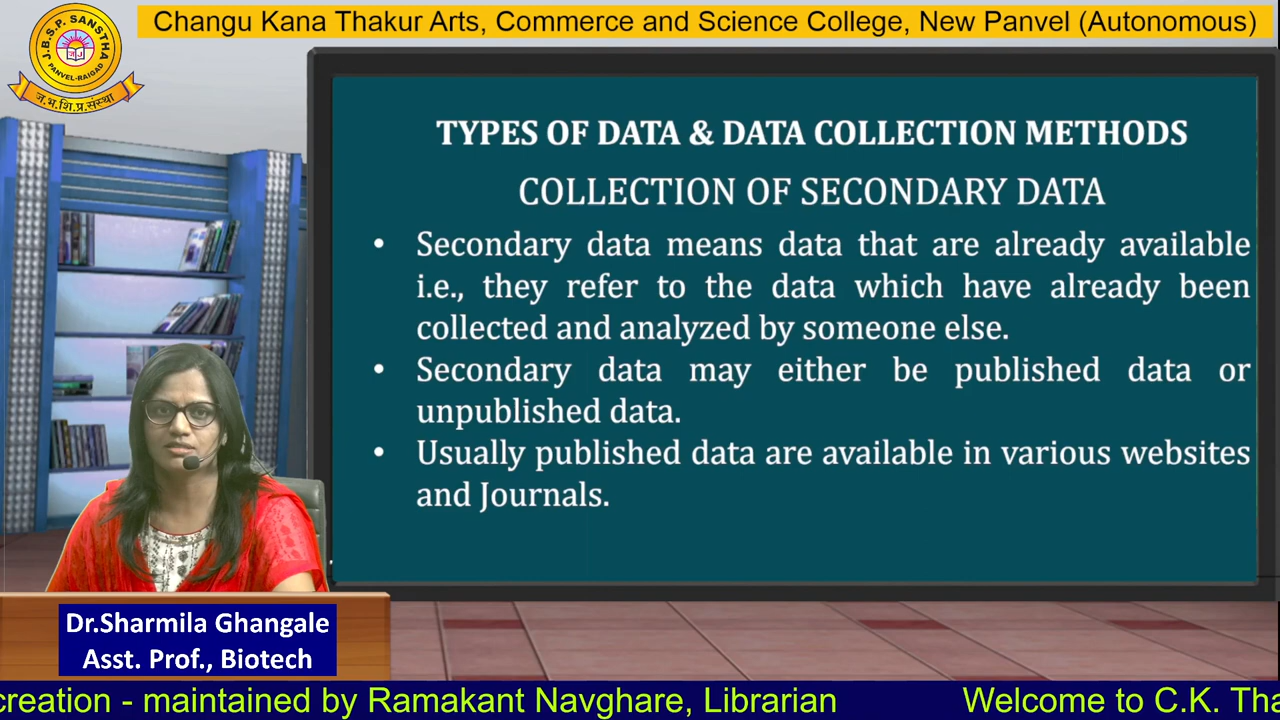 Changu Kana Thakur Arts, Commerce and Science College, New Panvel (Autonomous)
J.B.S.P. SANSTHA
PANVEL-RAIGAD
ज.भ.शि.प्र.संस्था
TYPES OF DATA & DATA COLLECTION METHODS
COLLECTION OF SECONDARY DATA
• Secondary data means data that are already available
i.e., they refer to the data which have already been
collected and analyzed by someone else.
• Secondary data may either be published data or
unpublished data.
• Usually published data are available in various websites
and Journals.
Dr.Sharmila Ghangale
Asst. Prof., Biotech
creation - maintained by Ramakant Navghare, Librarian Welcome to C.K. Tha